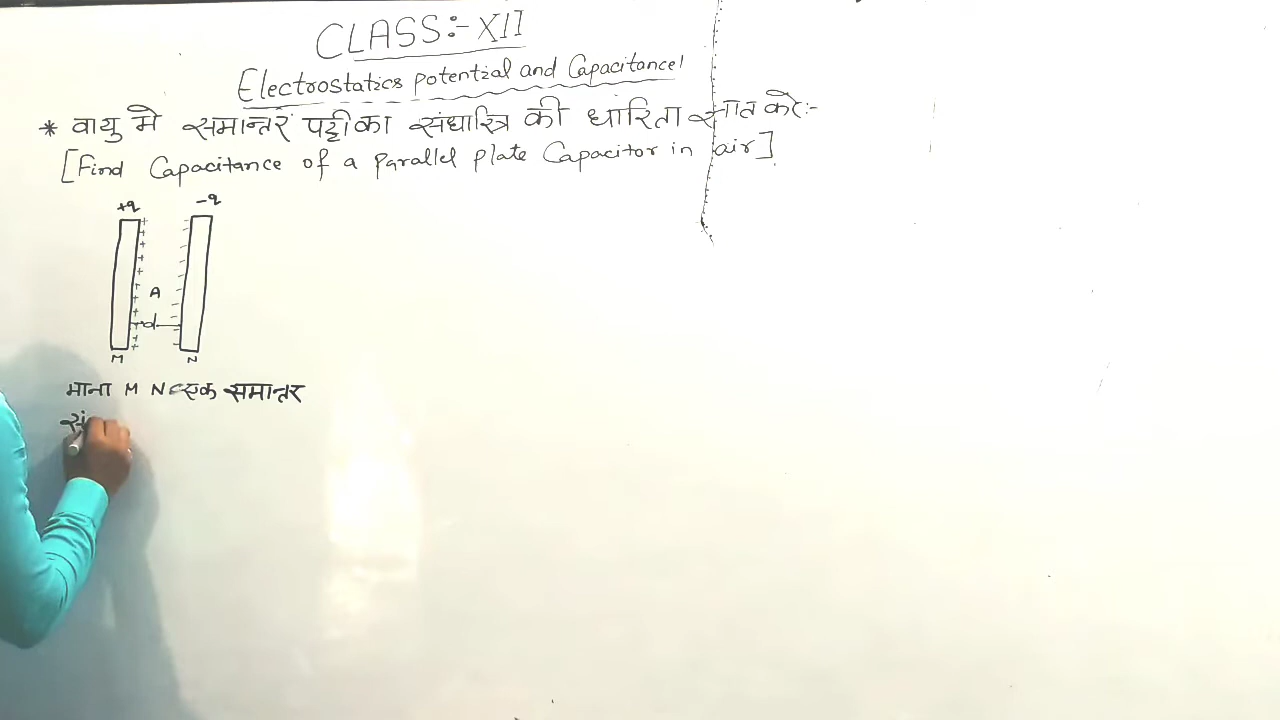 CLASS:- XII
Electrostatics potential and Capacitance!
* वायु मे समान्तर पट्टीका संधारित्र की धारिता ज्ञात करेः-
[Find Capacitance of a parallel plate Capacitor in air]
+q -q
A
d
M N
माना M N एक समान्तर
सं